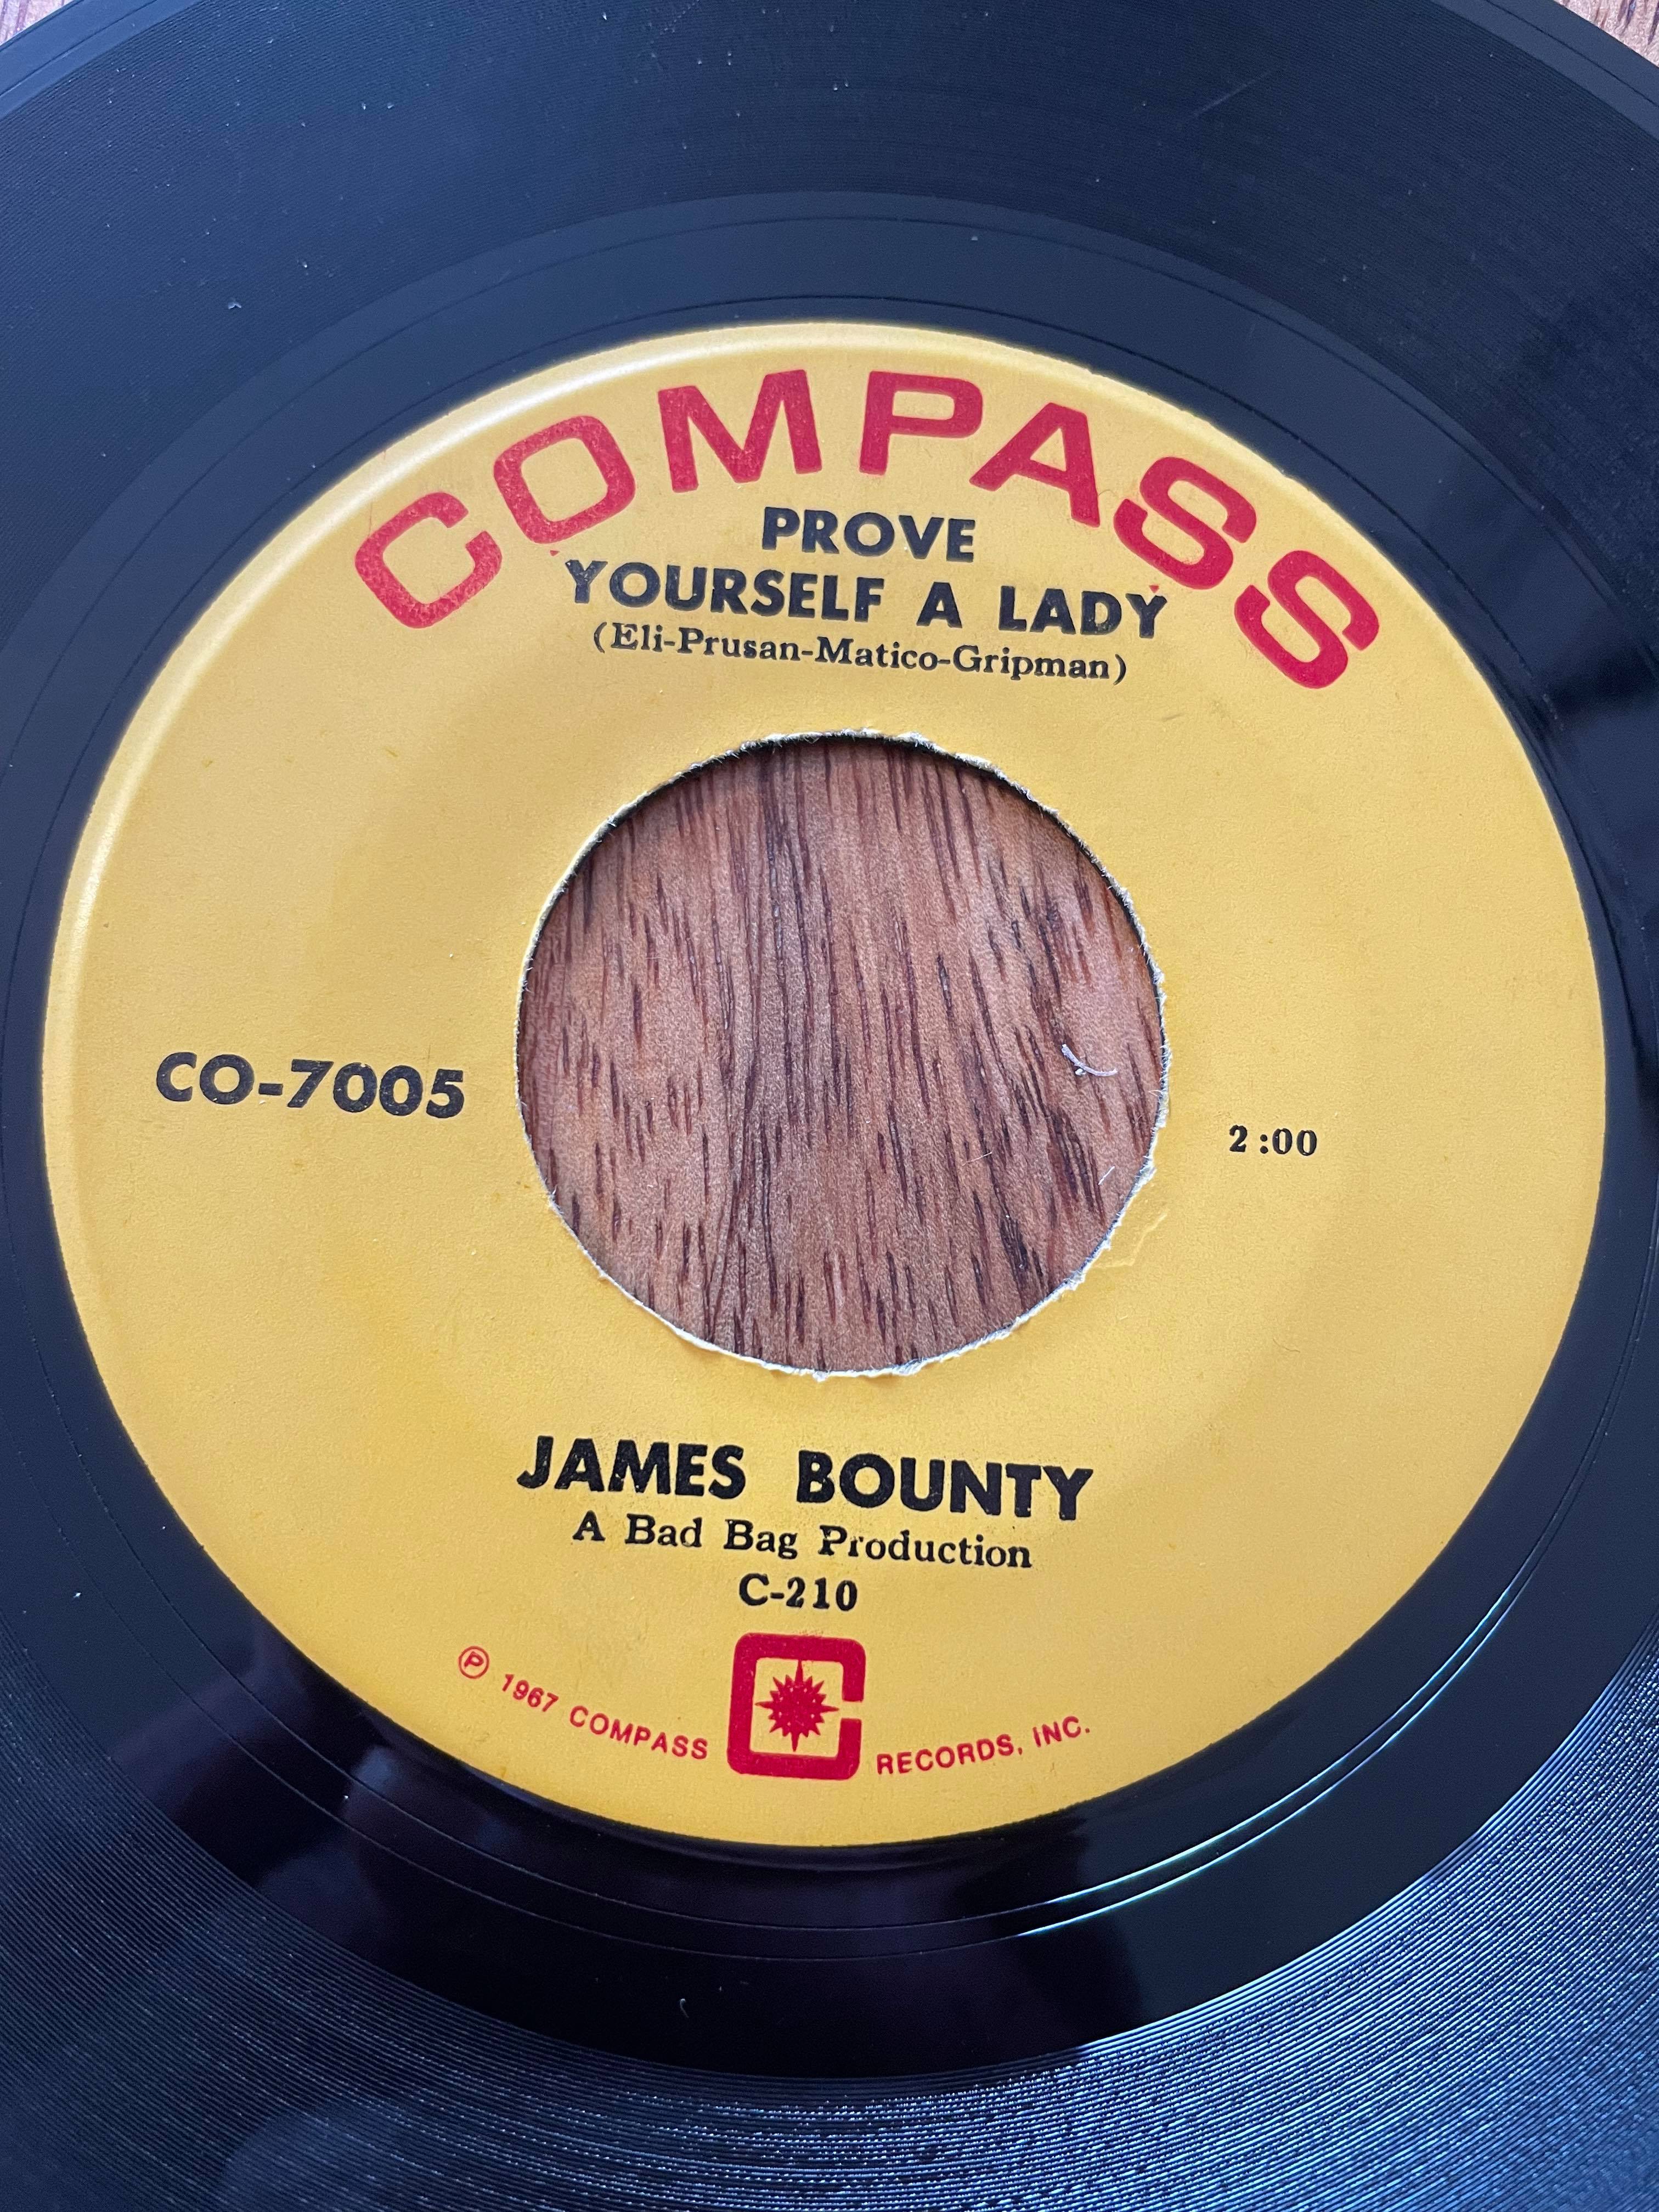 COMPASS
PROVE
YOURSELF A LADY
(Eli-Prusan-Matico-Gripman)
CO-7005
2:00
JAMES BOUNTY
A Bad Bag Production
C-210
℗ 1967 COMPASS RECORDS, INC.